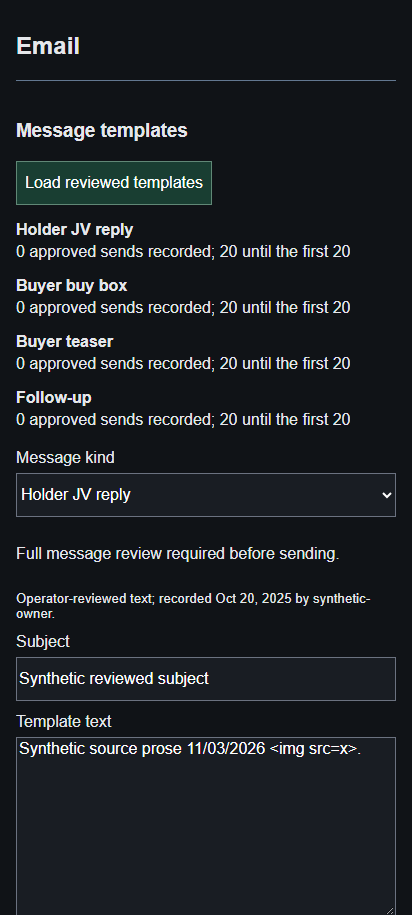 Email
Message templates
Load reviewed templates
Holder JV reply
0 approved sends recorded; 20 until the first 20
Buyer buy box
0 approved sends recorded; 20 until the first 20
Buyer teaser
0 approved sends recorded; 20 until the first 20
Follow-up
0 approved sends recorded; 20 until the first 20
Message kind
Holder JV reply
Full message review required before sending.
Operator-reviewed text; recorded Oct 20, 2025 by synthetic-
owner.
Subject
Synthetic reviewed subject
Template text
Synthetic source prose 11/03/2026 <img src=x>.